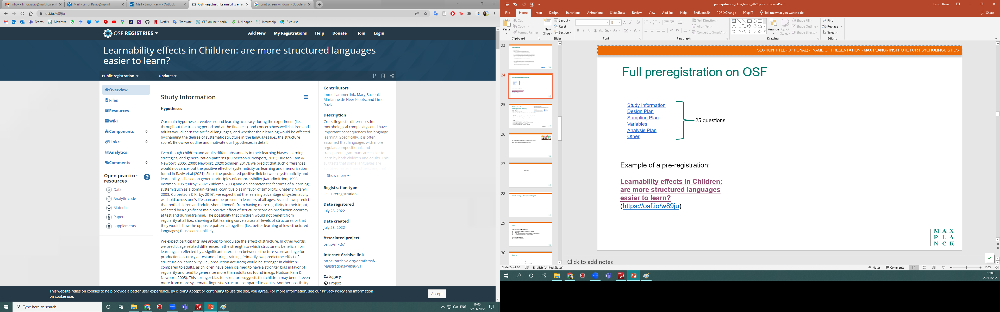 Inbox - limor.raviv@mail.huji.ac.i
Mail - Limor.Raviv@mpi.nl
Mail - Limor Raviv - Outlook
OSF Registries | Learnability effec
print screen windows - Google S
osf.io/w89ju
Teams
MaxIntra
Netflix
Translate
CES online tutorial
NN paper
Internship
R course
OSF REGISTRIES
Add New
My Registrations
Help
Donate
Join
Login
Learnability effects in Children: are more structured languages
easier to learn?
Public registration
Updates
Overview
Files
Resources
Wiki
Components 0
Links 0
Analytics
Comments 0
Open practice
resources
Data
Analytic code
Materials
Papers
Supplements
Study Information
Hypotheses
Our main hypotheses revolve around learning accuracy during the experiment (i.e.,
throughout the training period and at the final test), and concern how well children and
adults would learn the artificial languages, and whether their learning would be affected
by changing the degree of systematic structure in the languages (i.e., the structure
score). Below we outline and motivate our hypotheses in detail.
Even though children and adults differ substantially in their learning biases, learning
strategies, and generalization patterns (Culbertson & Newport, 2015; Hudson Kam &
Newport, 2005, 2009; Newport, 2020; Schuler, 2017), we predict that such differences
would not cancel out the positive effect of systematicity on learning and memorization
found in Raviv et al (2021). Since the postulated positive link between systematicity and
learnability is based on general principles of compressibility (Karadimitriou, 1996;
Kortman, 1967; Kirby, 2002; Zuidema, 2003) and on characteristic features of a learning
system (such as a domain-general cognitive bias in favor of simplicity; Chater & Vitányi,
2003; Culbertson & Kirby, 2016), we expect that the learning advantage of systematicity
will hold across one's lifespan and be present in learners of all ages. As such, we predict
that both children and adults should benefit from having more regularity in their input,
reflected by a significant main positive effect of structure score on production accuracy
at test and during training. The possibility that children would not benefit from
regularity at all (i.e., showing a flat learning curve across all levels of structure), or that
they would show the opposite pattern altogether (i.e., better learning of low-structured
languages) thus seems unlikely.
We expect participants' age group to modulate the effect of structure. In other words,
we predict age-related differences in the strength to which structure is beneficial for
learning, as reflected by a significant interaction between structure score and age for
production accuracy at test and during training. Primarily, we predict the effect of
structure on learnability (i.e., production accuracy) would be stronger in children
compared to adults, as children have been claimed to have a stronger bias in favor of
regularity and tend to generalize more than adults (as found in e.g., Hudson Kam &
Newport, 2005). This stronger bias for structure suggests that children may benefit even
more from more systematic linguistic structure compared to adults. Another possibility
Contributors
Imme Lammertink, Mary Bazioni,
Marianne de Heer Kloots, and Limor
Raviv
Description
Cross-linguistic differences in
morphological complexity could have
important consequences for language
learning. Specifically, it is often
assumed that languages with more
regular, compositional, and
transparent grammars are easier to
learn by both children and adults. This
suggests that some languages are
Show more
Registration type
OSF Preregistration
Date registered
July 28, 2022
Date created
July 28, 2022
Associated project
osf.io/mkt67
Internet Archive link
https://archive.org/details/osf-
registrations-w89ju-v1
Category
Project
This website relies on cookies to help provide a better user experience. By clicking Accept or continuing to use the site, you agree. For more information, see our Privacy Policy and information
on cookie use.
Accept
Type here to search
ENG
16:00
22/11/2022
preregistration_class_limor_2022.pptx - PowerPoint
Limor Raviv
File
Home
Insert
Design
Transitions
Animations
Slide Show
Review
View
Add-ins
Help
EndNote 20
PDF-XChange
PPspliT
Tell me what you want to do
Share
Paste
Cut
Copy
Format Painter
Clipboard
New
Slide
Layout
Reset
Section
Slides
18
Font
Text Direction
Align Text
Convert to SmartArt
Paragraph
Arrange
Quick
Styles
Shape Fill
Shape Outline
Shape Effects
Drawing
Find
Replace
Select
Editing
23
24
Full preregistration on OSF
25
26
27
Break
28
29
30
SECTION TITLE (OPTIONAL) • NAME OF PRESENTATION • MAX PLANCK INSTITUTE FOR PSYCHOLINGUISTICS
Full preregistration on OSF
Study Information
Design Plan
Sampling Plan
Variables
Analysis Plan
Other
25 questions
Example of a pre-registration:
Learnability effects in Children:
are more structured languages
easier to learn?
(https://osf.io/w89ju)
MAX
PLA
NCK
Click to add notes
Slide 24 of 66
English (United States)
Notes
Comments
110%
16:00
22/11/2022